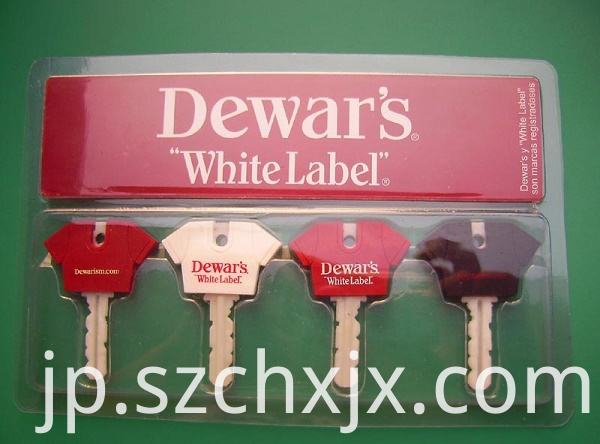 Dewar's®
"White Label"®
Dewar's y "White Label"
son marcas registradases
Dewarism.com
Dewar's
"White Label"
Dewar's
"White Label"
jp.szchxjx.com